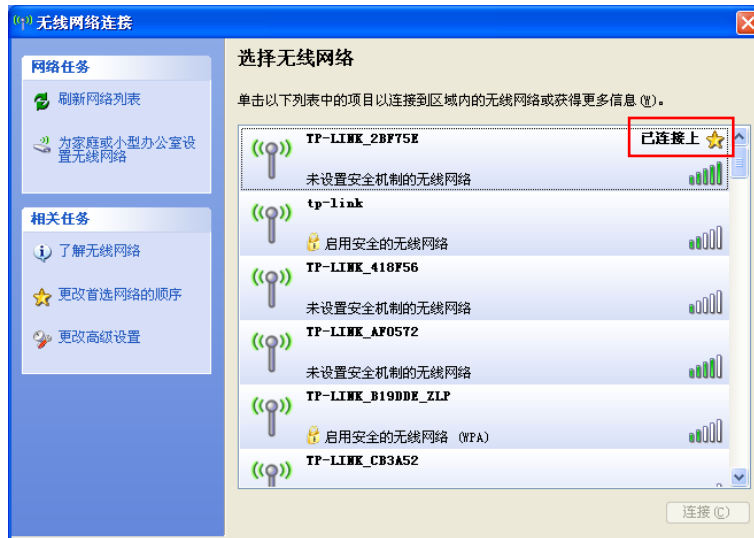 无线网络连接
网络任务
刷新网络列表
为家庭或小型办公室设
置无线网络
相关任务
了解无线网络
更改首选网络的顺序
更改高级设置
选择无线网络
单击以下列表中的项目以连接到区域内的无线网络或获得更多信息(W)。
TP-LINK_2BF75E
已连接上
未设置安全机制的无线网络
tp-link
启用安全的无线网络
TP-LINK_418F56
未设置安全机制的无线网络
TP-LINK_AF0572
未设置安全机制的无线网络
TP-LINK_B19DDE_ZLP
启用安全的无线网络 (WPA)
TP-LINK_CB3A52
连接(C)